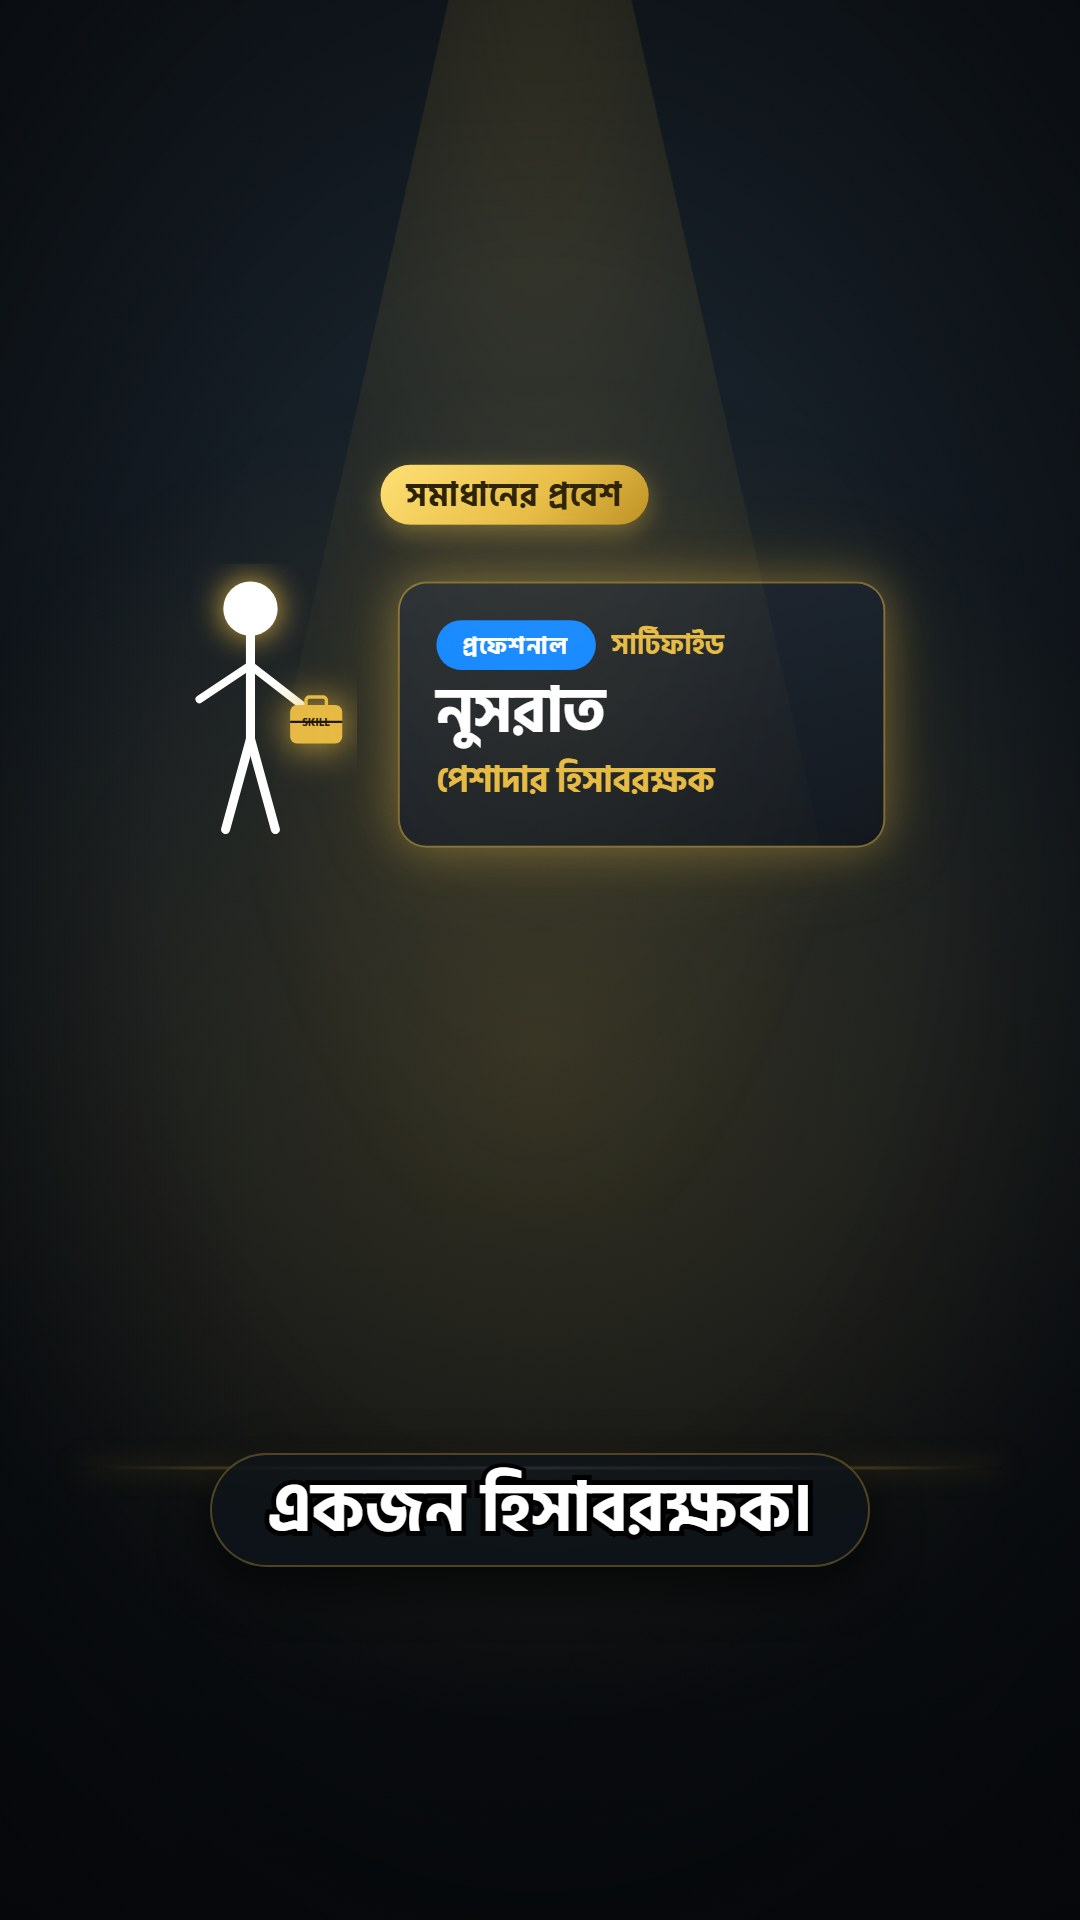 সমাধানের প্রবেশ
প্রফেশনাল সার্টিফাইড
নুসরাত
পেশাদার হিসাবরক্ষক
SKILL
একজন হিসাবরক্ষক।